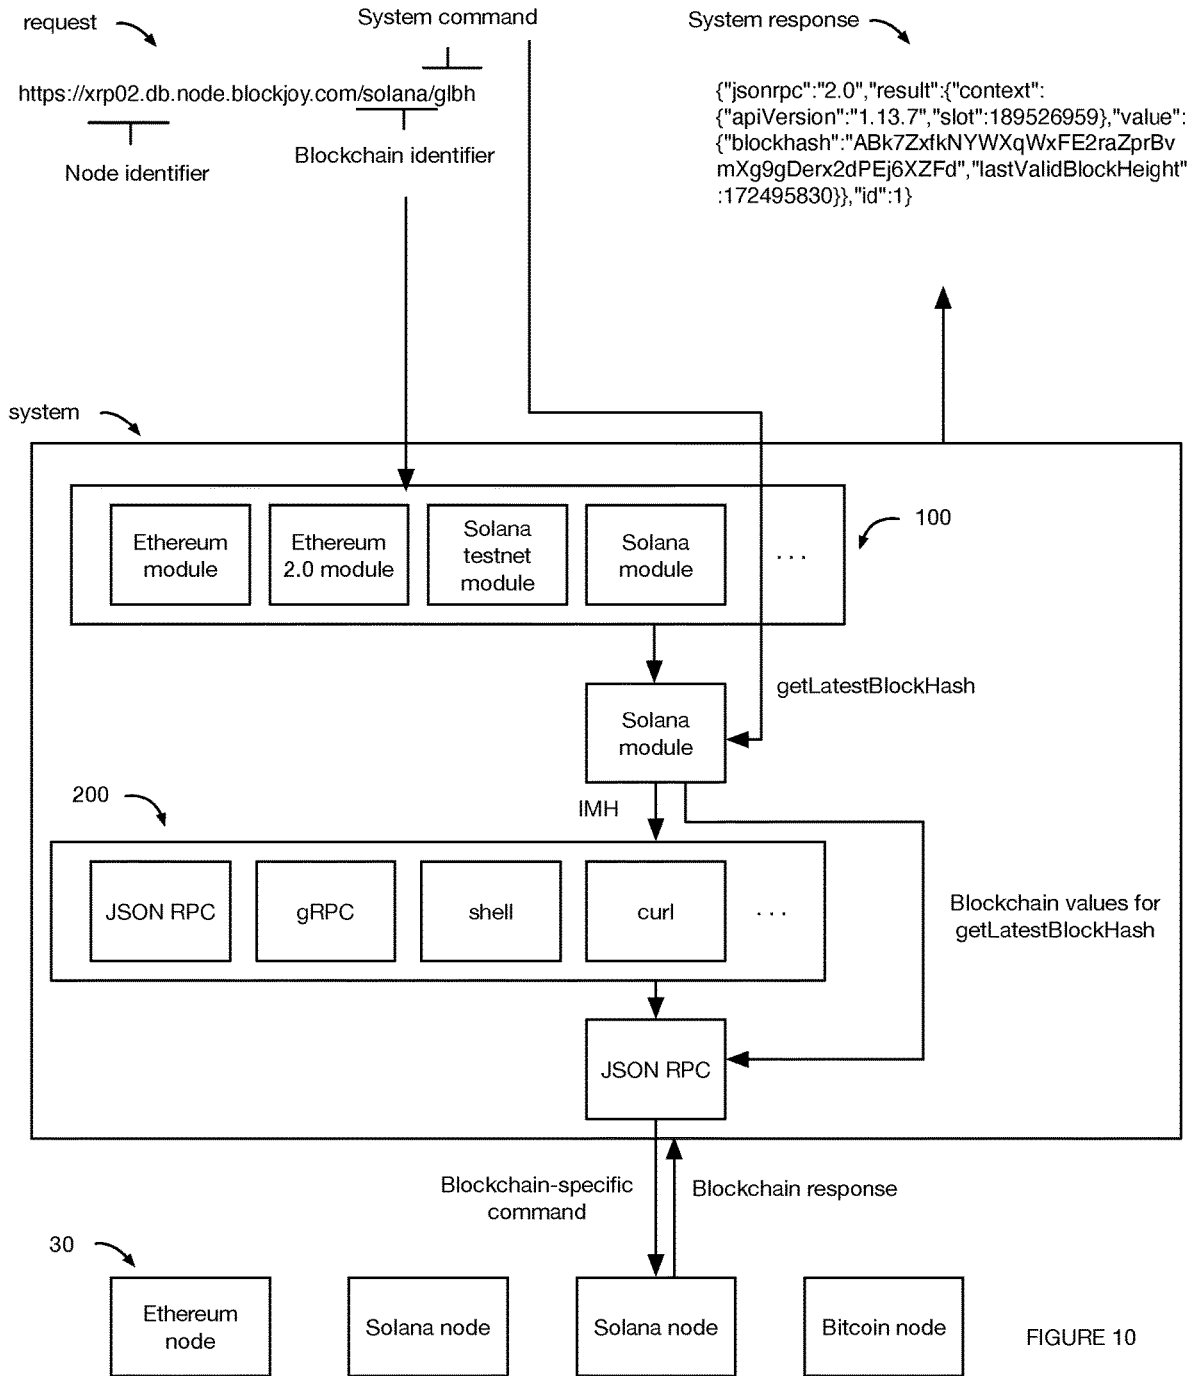 request
System command
System response
https://xrp02.db.node.blockjoy.com/solana/glbh
Node identifier
Blockchain identifier
{"jsonrpc":"2.0","result":{"context":
{"apiVersion":"1.13.7","slot":189526959},"value":
{"blockhash":"ABk7ZxfkNYWXqWxFE2raZprBv
mXg9gDerx2dPEj6XZFd","lastValidBlockHeight"
:172495830}},"id":1}
system
100
Ethereum
module
Ethereum
2.0 module
Solana
testnet
module
Solana
module
. . .
getLatestBlockHash
Solana
module
200
IMH
JSON RPC
gRPC
shell
curl
. . .
Blockchain values for
getLatestBlockHash
JSON RPC
Blockchain-specific
command
Blockchain response
30
Ethereum
node
Solana node
Solana node
Bitcoin node
FIGURE 10